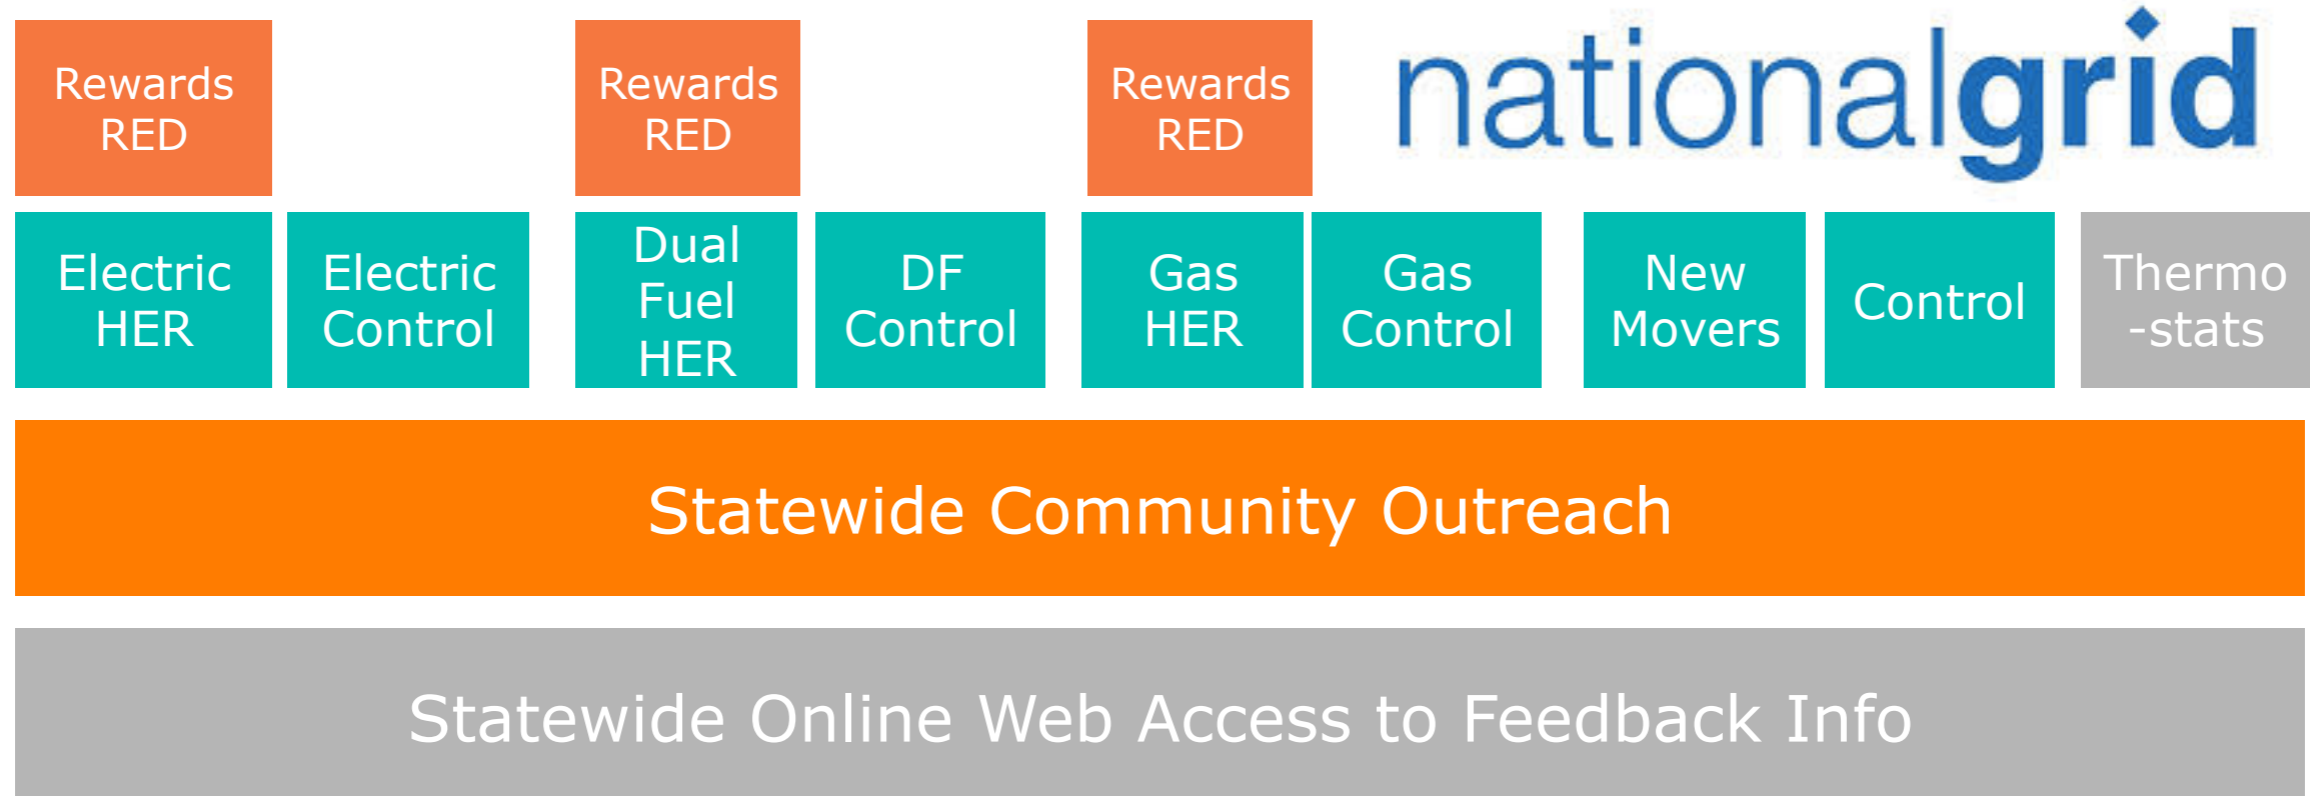 Rewards
RED
Rewards
RED
Rewards
RED
nationalgrid
Electric
HER
Electric
Control
Dual
Fuel
HER
DF
Control
Gas
HER
Gas
Control
New
Movers
Control
Thermo
-stats
Statewide Community Outreach
Statewide Online Web Access to Feedback Info